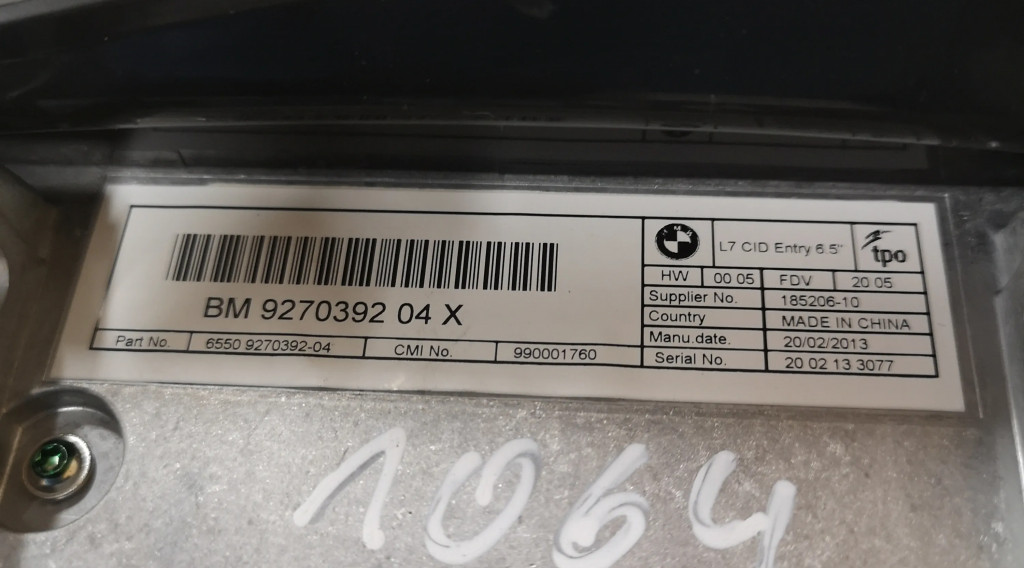 BM 9270392 04 X
Part No. 6550 9270392-04 CMI No. 990001760
BMW L7 CID Entry 6.5" tpo
HW 00 05 FDV 20 05
Supplier No. 185206-10
Country MADE IN CHINA
Manu.date. 20/02/2013
Serial No. 20 02 13 3077
1064